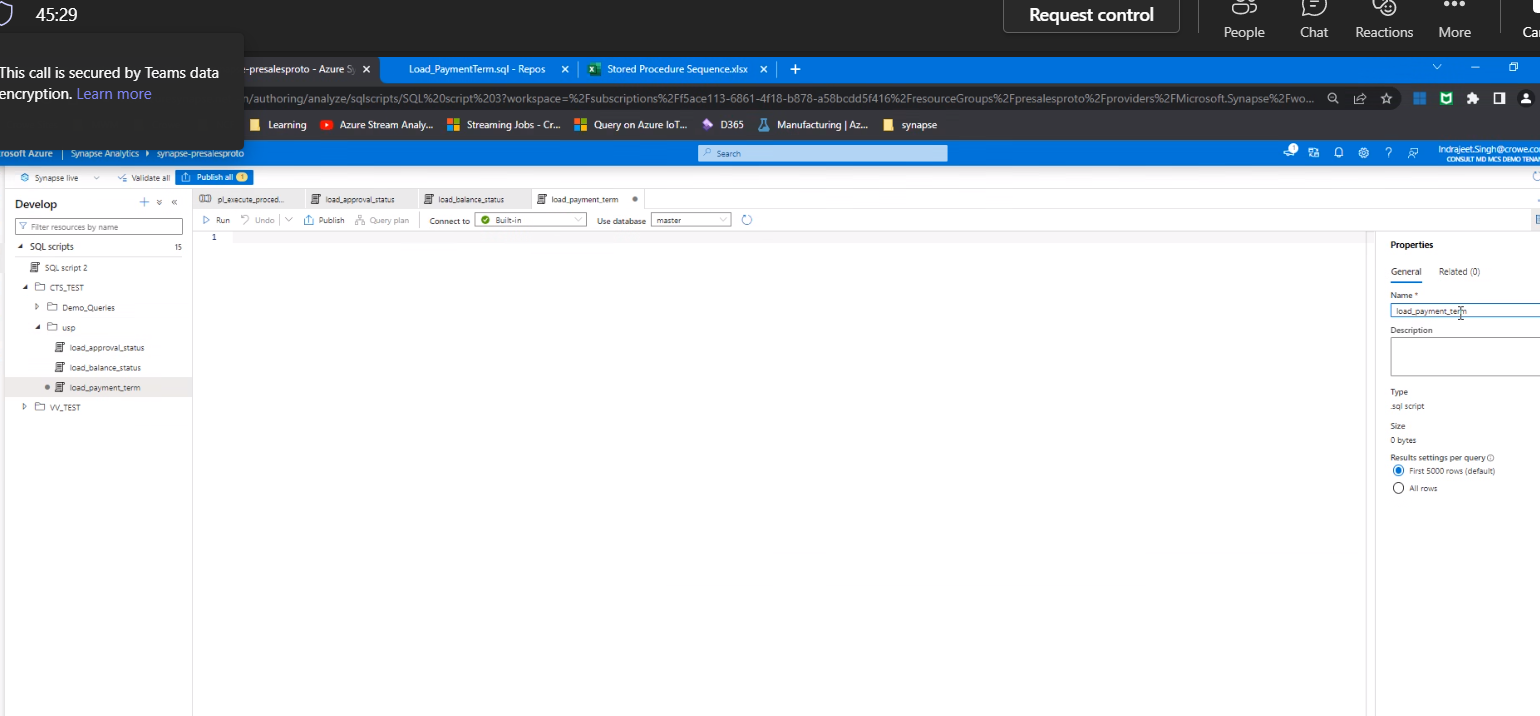 45:29
Request control
People
Chat
Reactions
More
This call is secured by Teams data
encryption. Learn more
-presalesproto - Azure S
Load_PaymentTerm.sql - Repos
Stored Procedure Sequence.xlsx
/authoring/analyze/sqlscripts/SQL%20script%203?workspace=%2Fsubscriptions%2Ff5ace113-6861-4f18-b878-a58bcdd5f416%2FresourceGroups%2Fpresalesproto%2Fproviders%2FMicrosoft.Synapse%2Fwo...
Learning
Azure Stream Analy...
Streaming Jobs - Cr...
Query on Azure IoT...
D365
Manufacturing | Az...
synapse
rosoft Azure
Synapse Analytics
synapse-presalesproto
Search
1
Indrajeet.Singh@crowe.co
CONSULT MD MCS DEMO TENA
Synapse live
Validate all
Publish all 1
Develop
Filter resources by name
SQL scripts 15
SQL script 2
CTS_TEST
Demo_Queries
usp
load_approval_status
load_balance_status
load_payment_term
VV_TEST
pl_execute_proced...
load_approval_status
load_balance_status
load_payment_term
Run
Undo
Publish
Query plan
Connect to
Built-in
Use database
master
1
Properties
General
Related (0)
Name *
load_payment_term
Description
Type
.sql script
Size
0 bytes
Results settings per query
First 5000 rows (default)
All rows